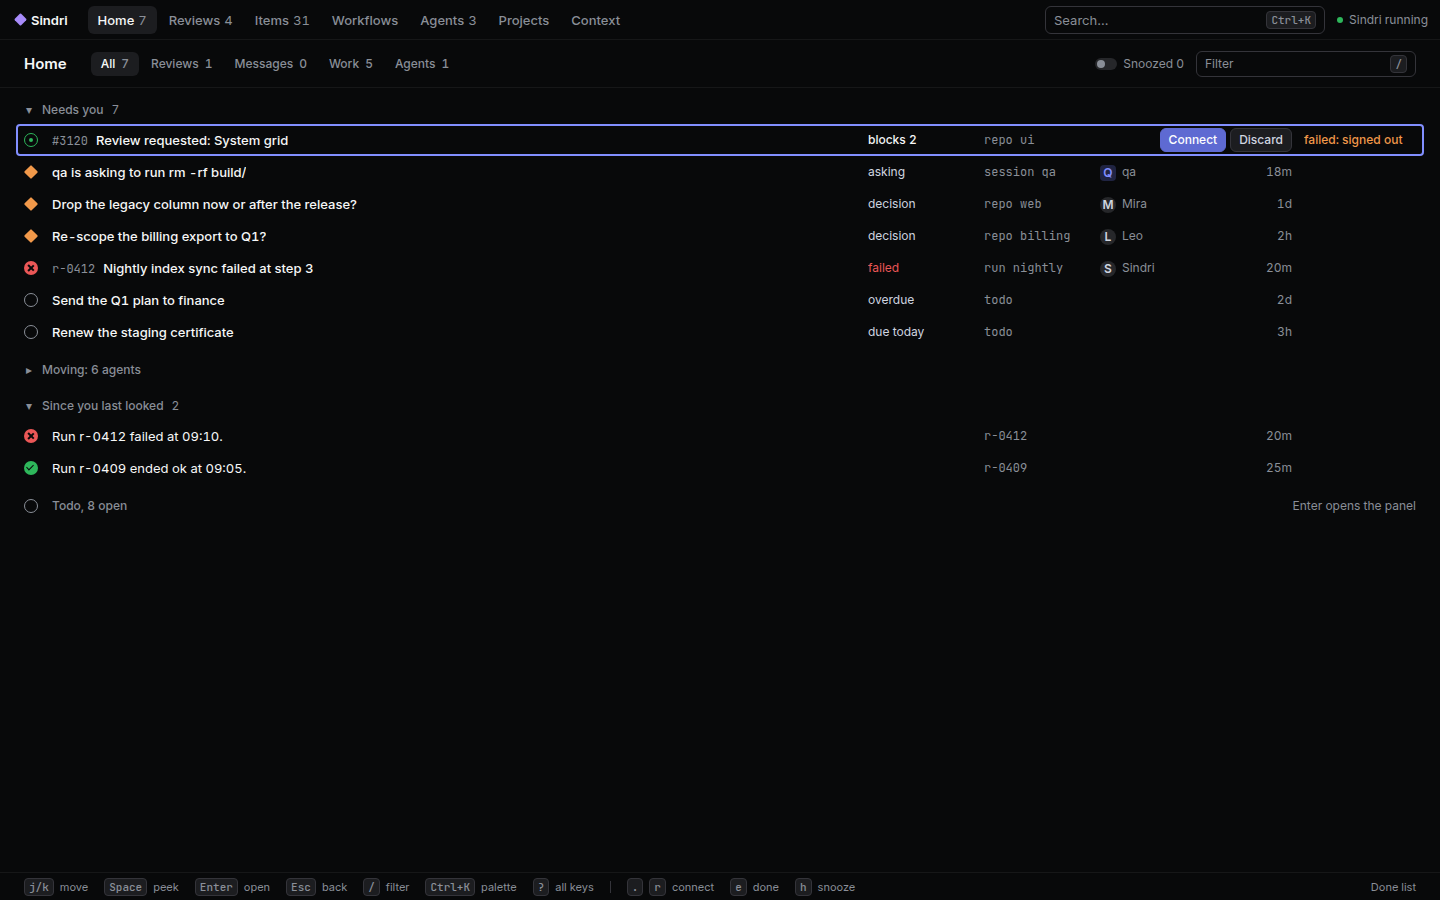 Sindri Home 7 Reviews 4 Items 31 Workflows Agents 3 Projects Context Search... Ctrl+K Sindri running
Home All 7 Reviews 1 Messages 0 Work 5 Agents 1 Snoozed 0 Filter /
Needs you 7
#3120 Review requested: System grid blocks 2 repo ui Connect Discard failed: signed out
qa is asking to run rm -rf build/ asking session qa Q qa 18m
Drop the legacy column now or after the release? decision repo web M Mira 1d
Re-scope the billing export to Q1? decision repo billing L Leo 2h
r-0412 Nightly index sync failed at step 3 failed run nightly S Sindri 20m
Send the Q1 plan to finance overdue todo 2d
Renew the staging certificate due today todo 3h
Moving: 6 agents
Since you last looked 2
Run r-0412 failed at 09:10. r-0412 20m
Run r-0409 ended ok at 09:05. r-0409 25m
Todo, 8 open Enter opens the panel
j/k move Space peek Enter open Esc back / filter Ctrl+K palette ? all keys . r connect e done h snooze Done list